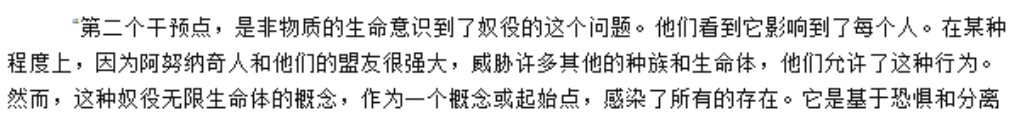 “第二个干预点，是非物质的生命意识到了奴役的这个问题。他们看到它影响到了每个人。在某种
程度上，因为阿努纳奇人和他们的盟友很强大，威胁许多其他的种族和生命体，他们允许了这种行为。
然而，这种奴役无限生命体的概念，作为一个概念或起始点，感染了所有的存在。它是基于恐惧和分离